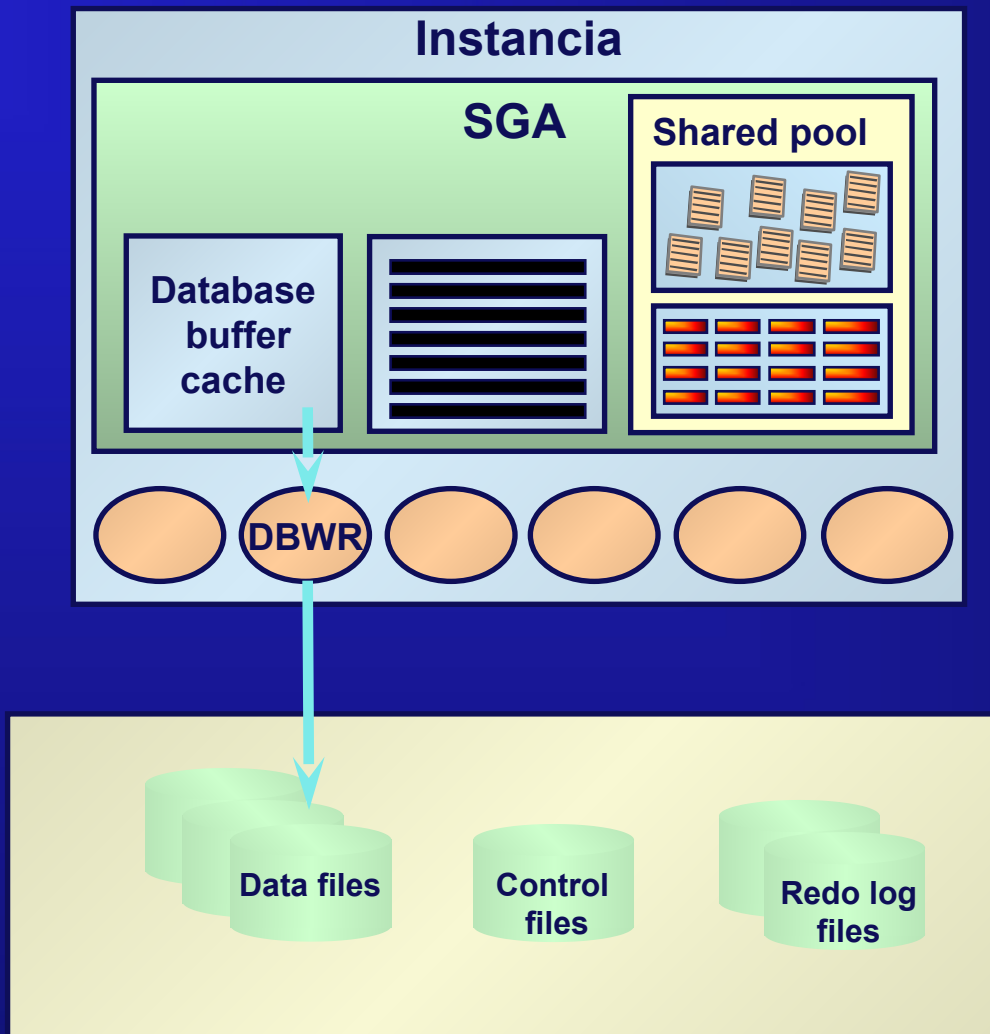 Instancia
SGA
Shared pool
Database
buffer
cache
DBWR
Data files
Control
files
Redo log
files